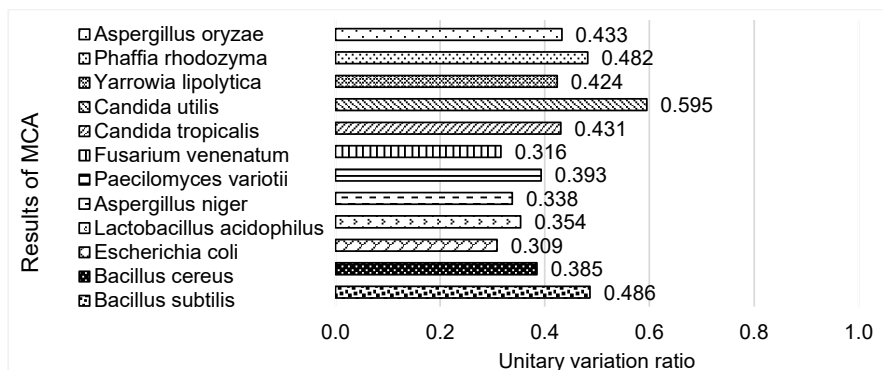 Results of MCA
Aspergillus oryzae 0.433
Phaffia rhodozyma 0.482
Yarrowia lipolytica 0.424
Candida utilis 0.595
Candida tropicalis 0.431
Fusarium venenatum 0.316
Paecilomyces variotii 0.393
Aspergillus niger 0.338
Lactobacillus acidophilus 0.354
Escherichia coli 0.309
Bacillus cereus 0.385
Bacillus subtilis 0.486
0.0 0.2 0.4 0.6 0.8 1.0
Unitary variation ratio